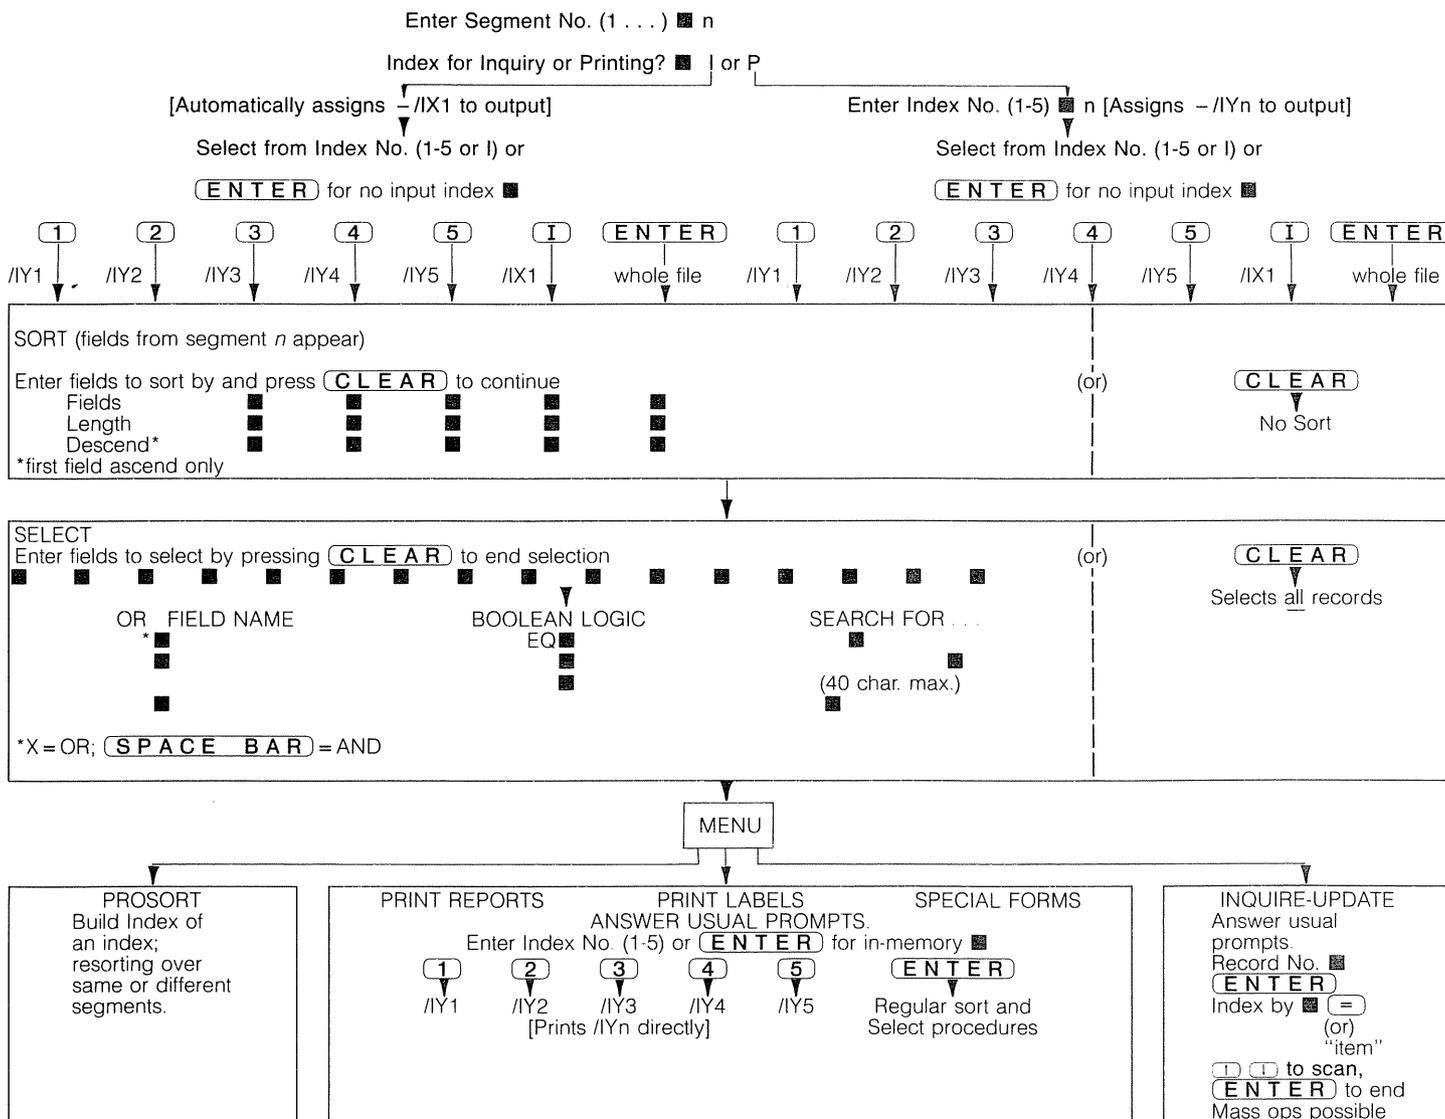 Enter Segment No. (1 . . . ) ■ n
Index for Inquiry or Printing? ■ I or P
[Automatically assigns – /IX1 to output]
Enter Index No. (1-5) ■ n [Assigns – /IYn to output]
Select from Index No. (1-5 or I) or
Select from Index No. (1-5 or I) or
ENTER for no input index ■
ENTER for no input index ■
1 2 3 4 5 I ENTER 1 2 3 4 5 I ENTER
/IY1 /IY2 /IY3 /IY4 /IY5 /IX1 whole file /IY1 /IY2 /IY3 /IY4 /IY5 /IX1 whole file
SORT (fields from segment n appear)
Enter fields to sort by and press CLEAR to continue
(or)
CLEAR
Fields
Length
No Sort
Descend*
*first field ascend only
SELECT
Enter fields to select by pressing CLEAR to end selection
(or)
CLEAR
Selects all records
OR FIELD NAME
BOOLEAN LOGIC
SEARCH FOR . . .
*
EQ
(40 char. max.)
*X = OR; SPACE BAR = AND
MENU
PROSORT
Build Index of
an index;
resorting over
same or different
segments.
PRINT REPORTS PRINT LABELS SPECIAL FORMS
ANSWER USUAL PROMPTS.
Enter Index No. (1-5) or ENTER for in-memory ■
1 2 3 4 5 ENTER
/IY1 /IY2 /IY3 /IY4 /IY5 Regular sort and
[Prints /IYn directly] Select procedures
INQUIRE-UPDATE
Answer usual
prompts.
Record No. ■
ENTER
Index by ■ =
(or)
"item"
to scan,
ENTER to end
Mass ops possible